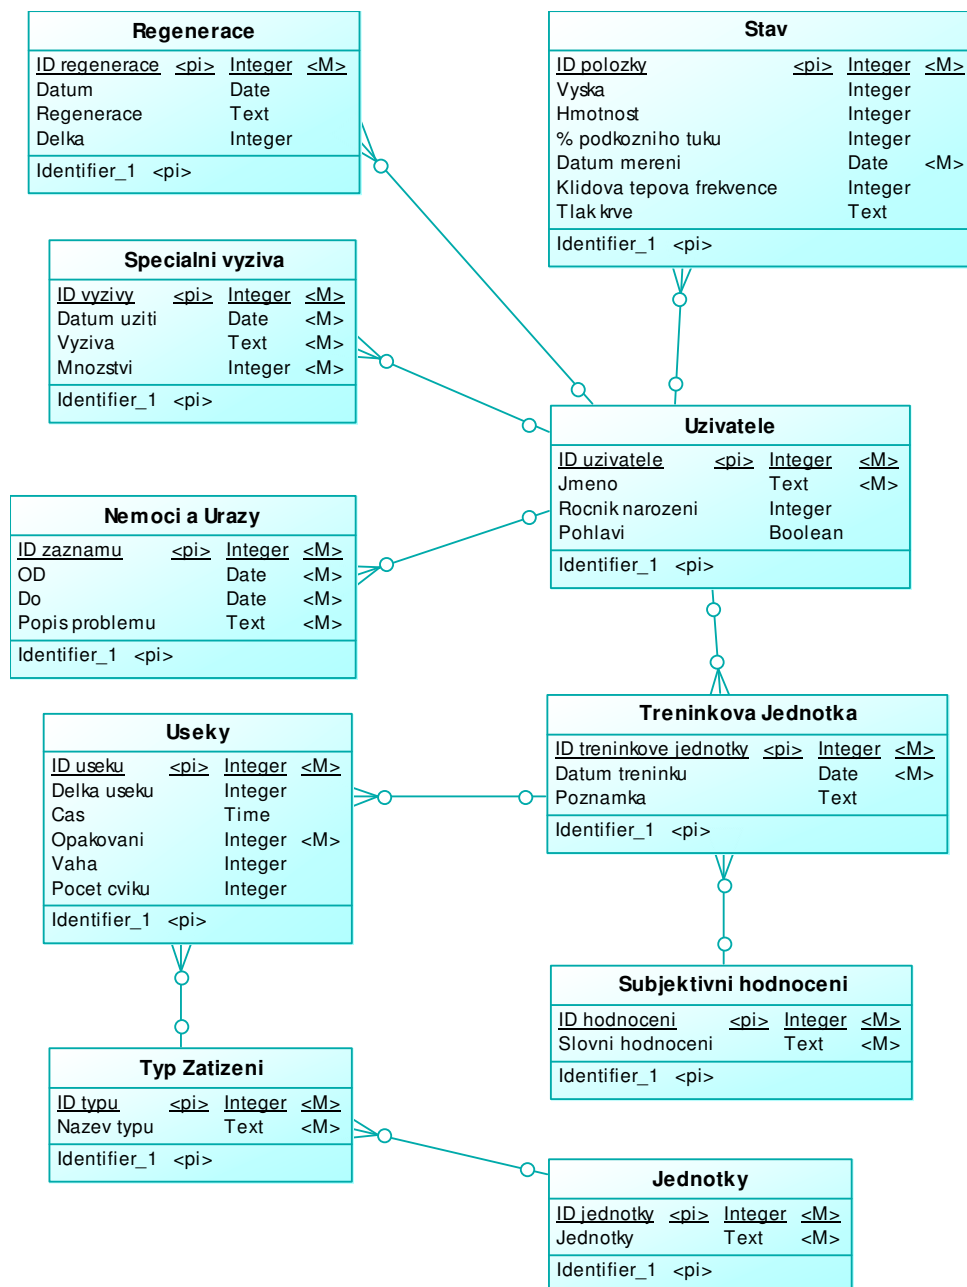 Regenerace
ID regenerace <pi> Integer <M>
Datum Date
Regenerace Text
Delka Integer
Identifier_1 <pi>
Stav
ID polozky <pi> Integer <M>
Vyska Integer
Hmotnost Integer
% podkozniho tuku Integer
Datum mereni Date <M>
Klidova tepova frekvence Integer
Tlak krve Text
Identifier_1 <pi>
Specialni vyziva
ID vyzivy <pi> Integer <M>
Datum uziti Date <M>
Vyziva Text <M>
Mnozstvi Integer <M>
Identifier_1 <pi>
Uzivatele
ID uzivatele <pi> Integer <M>
Jmeno Text <M>
Rocnik narozeni Integer
Pohlavi Boolean
Identifier_1 <pi>
Nemoci a Urazy
ID zaznamu <pi> Integer <M>
OD Date <M>
Do Date <M>
Popis problemu Text <M>
Identifier_1 <pi>
Treninkova Jednotka
ID treninkove jednotky <pi> Integer <M>
Datum treninku Date <M>
Poznamka Text
Identifier_1 <pi>
Useky
ID useku <pi> Integer <M>
Delka useku Integer
Cas Time
Opakovani Integer <M>
Vaha Integer
Pocet cviku Integer
Identifier_1 <pi>
Subjektivni hodnoceni
ID hodnoceni <pi> Integer <M>
Slovni hodnoceni Text <M>
Identifier_1 <pi>
Typ Zatizeni
ID typu <pi> Integer <M>
Nazev typu Text <M>
Identifier_1 <pi>
Jednotky
ID jednotky <pi> Integer <M>
Jednotky Text <M>
Identifier_1 <pi>